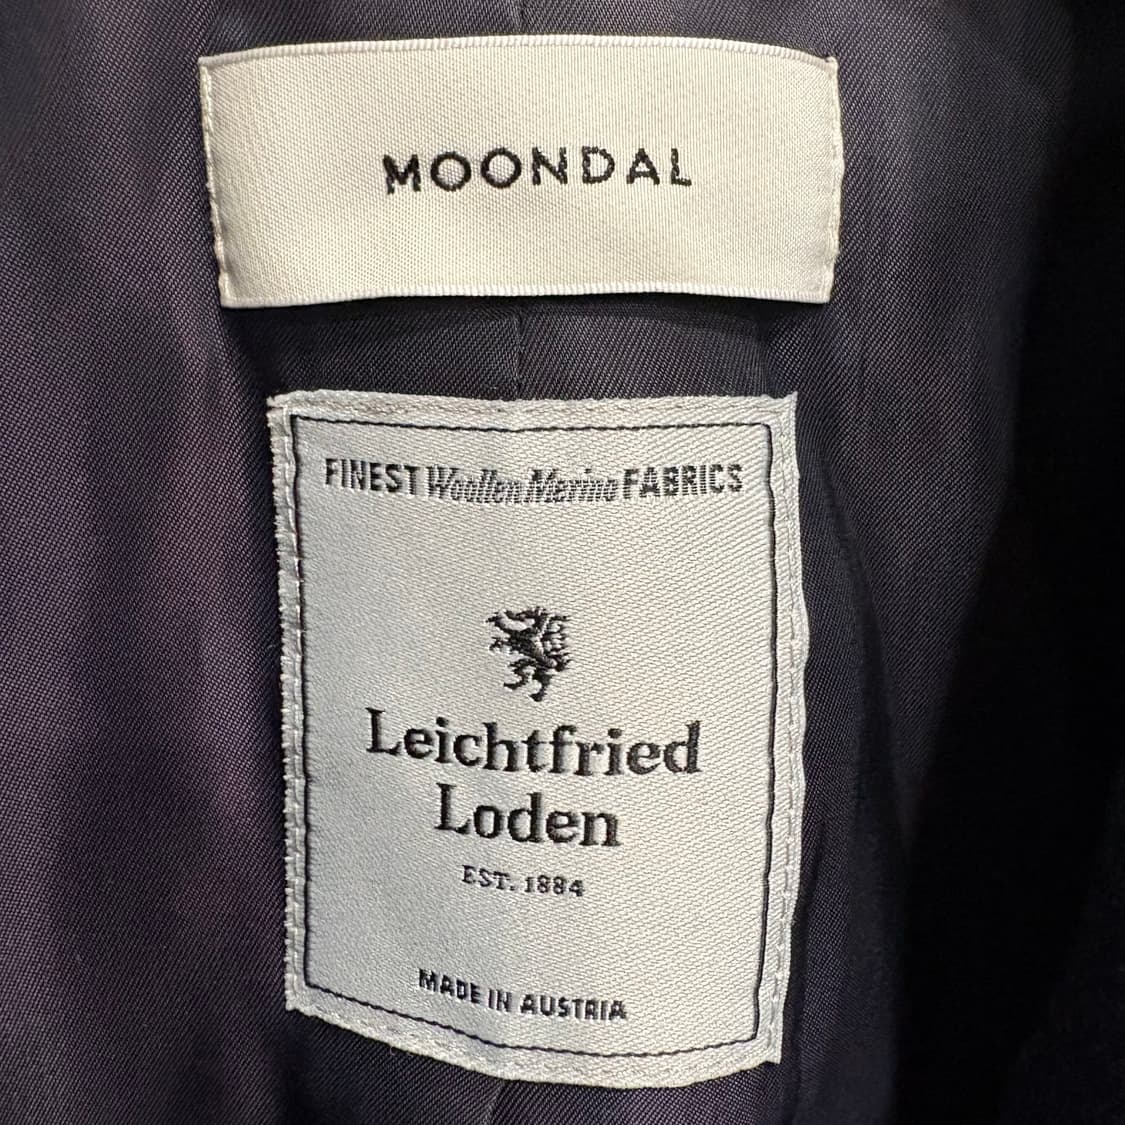 MOONDAL
FINEST Woollen Merino FABRICS
Leichtfried
Loden
EST. 1884
MADE IN AUSTRIA